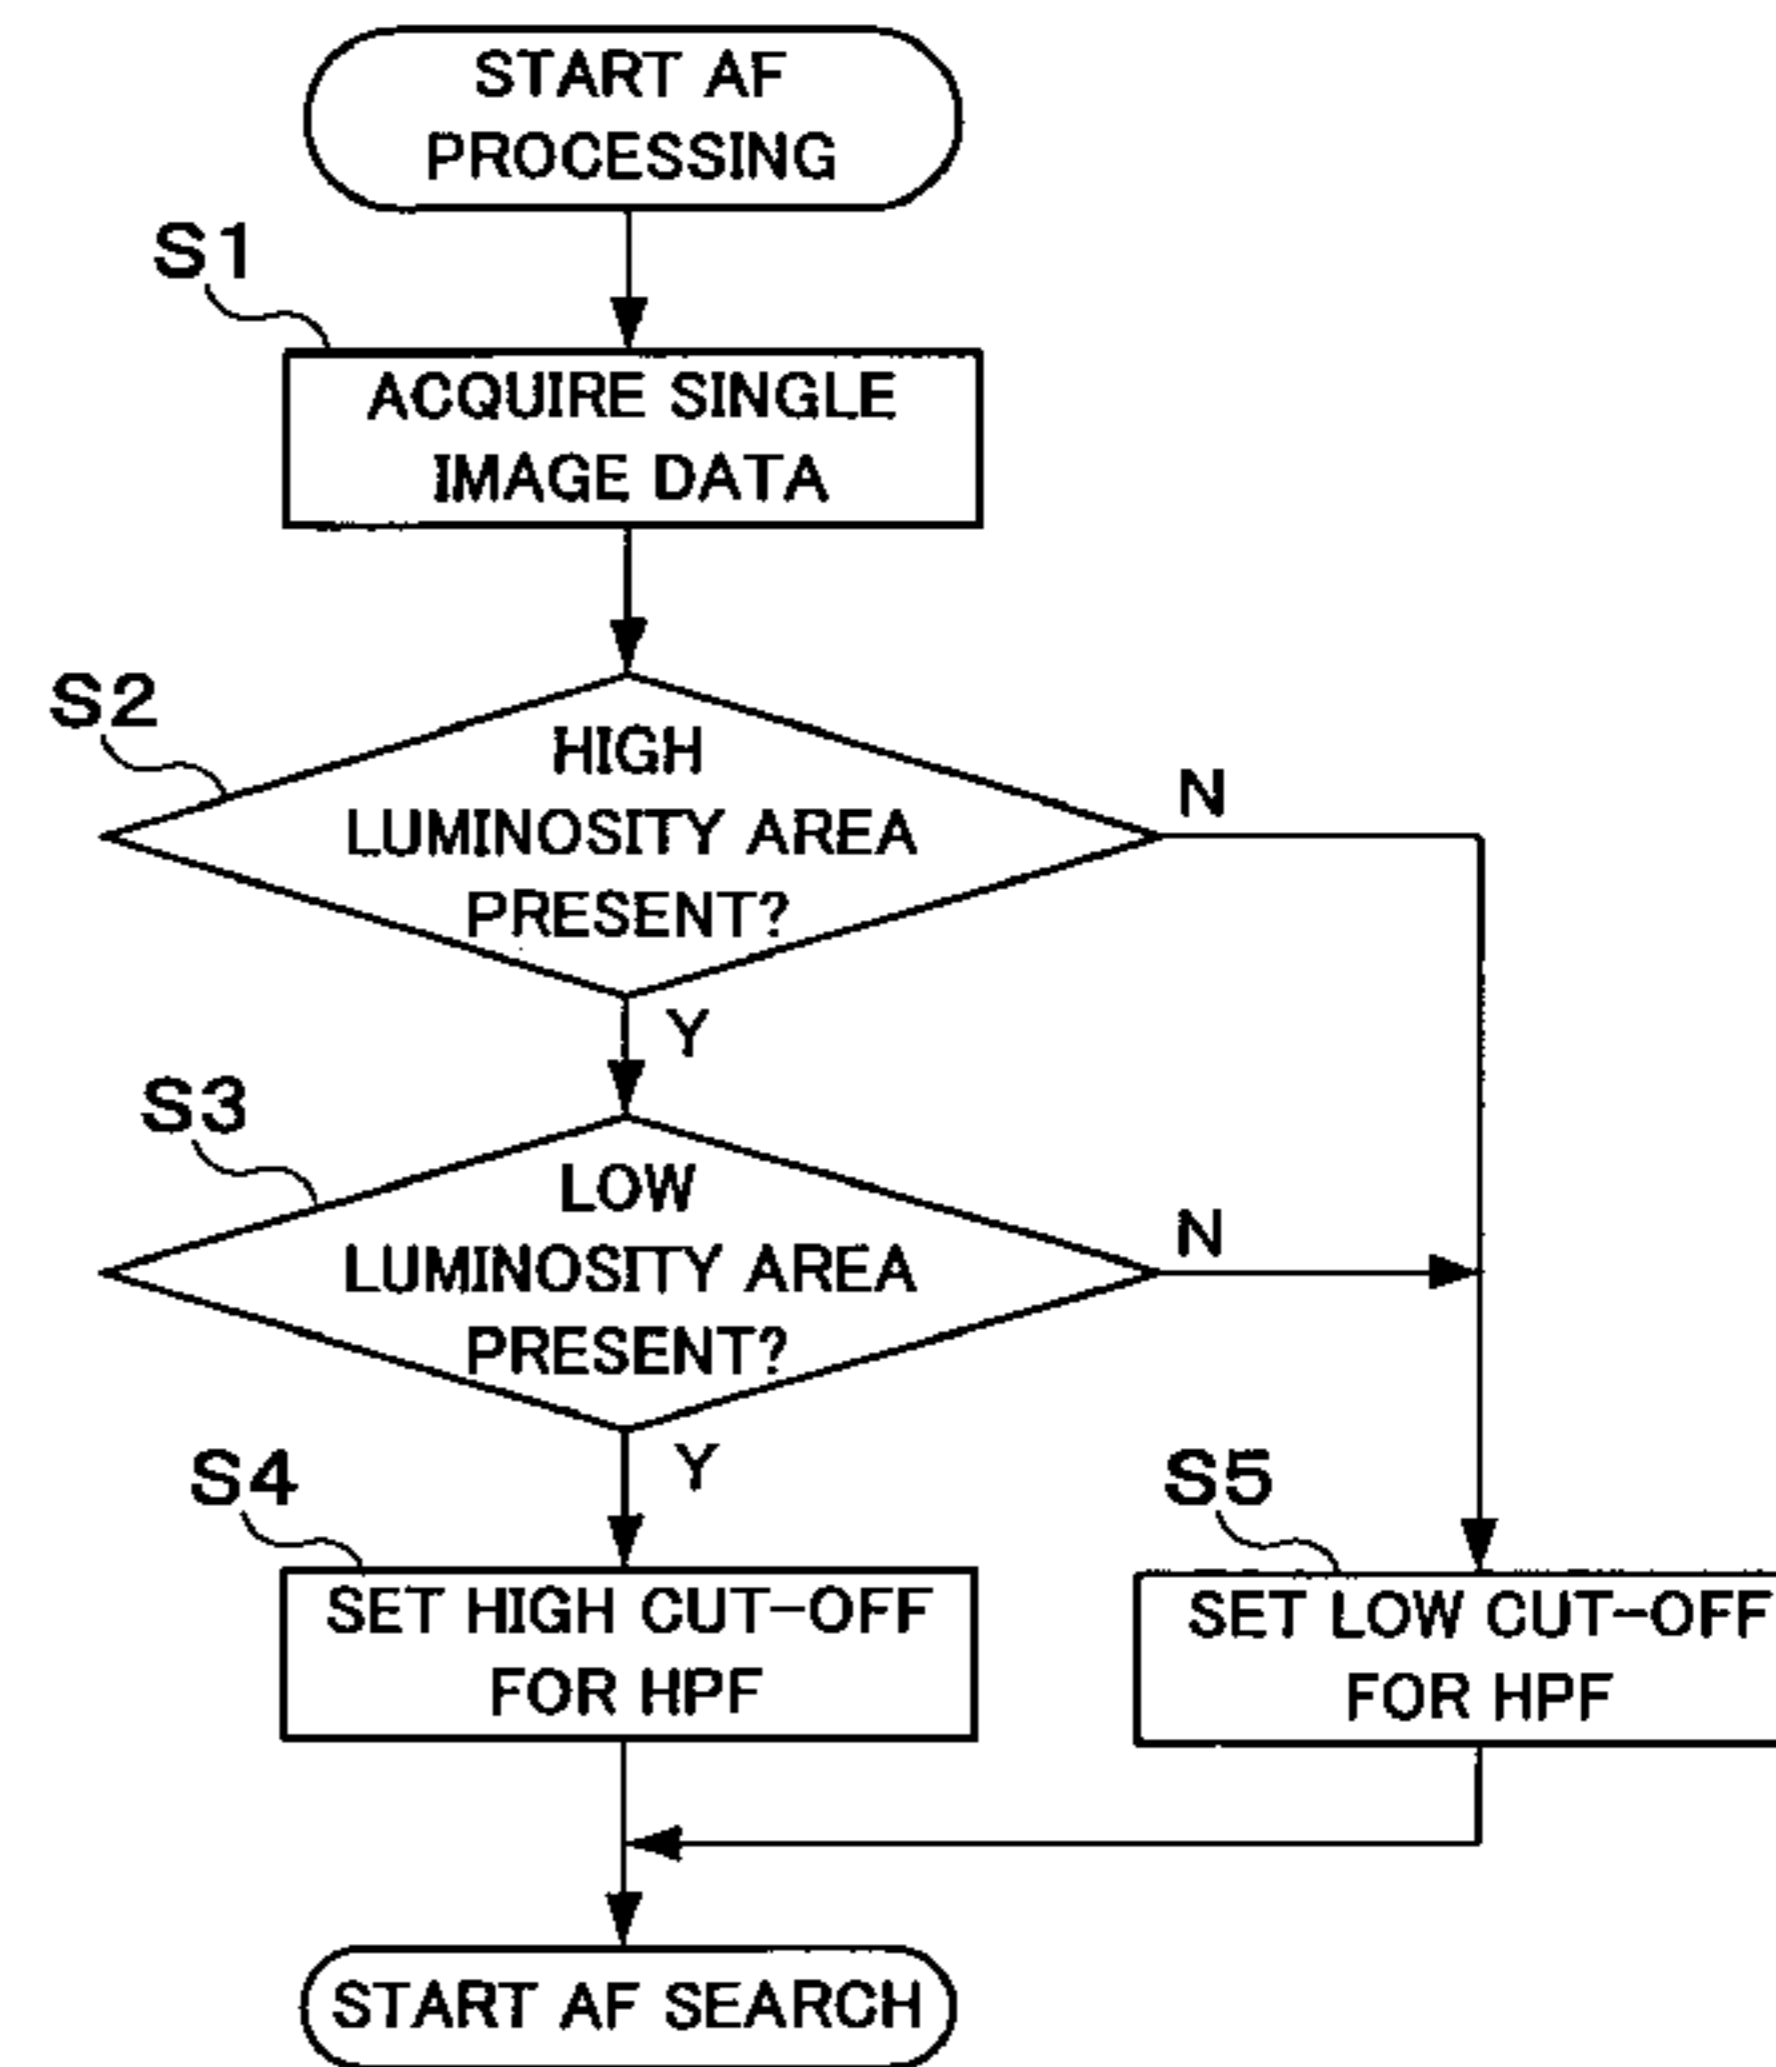 START AF
PROCESSING
S1
ACQUIRE SINGLE
IMAGE DATA
S2
HIGH
LUMINOSITY AREA
PRESENT?
N
Y
S3
LOW
LUMINOSITY AREA
PRESENT?
N
Y
S4
SET HIGH CUT-OFF
FOR HPF
S5
SET LOW CUT-OFF
FOR HPF
START AF SEARCH